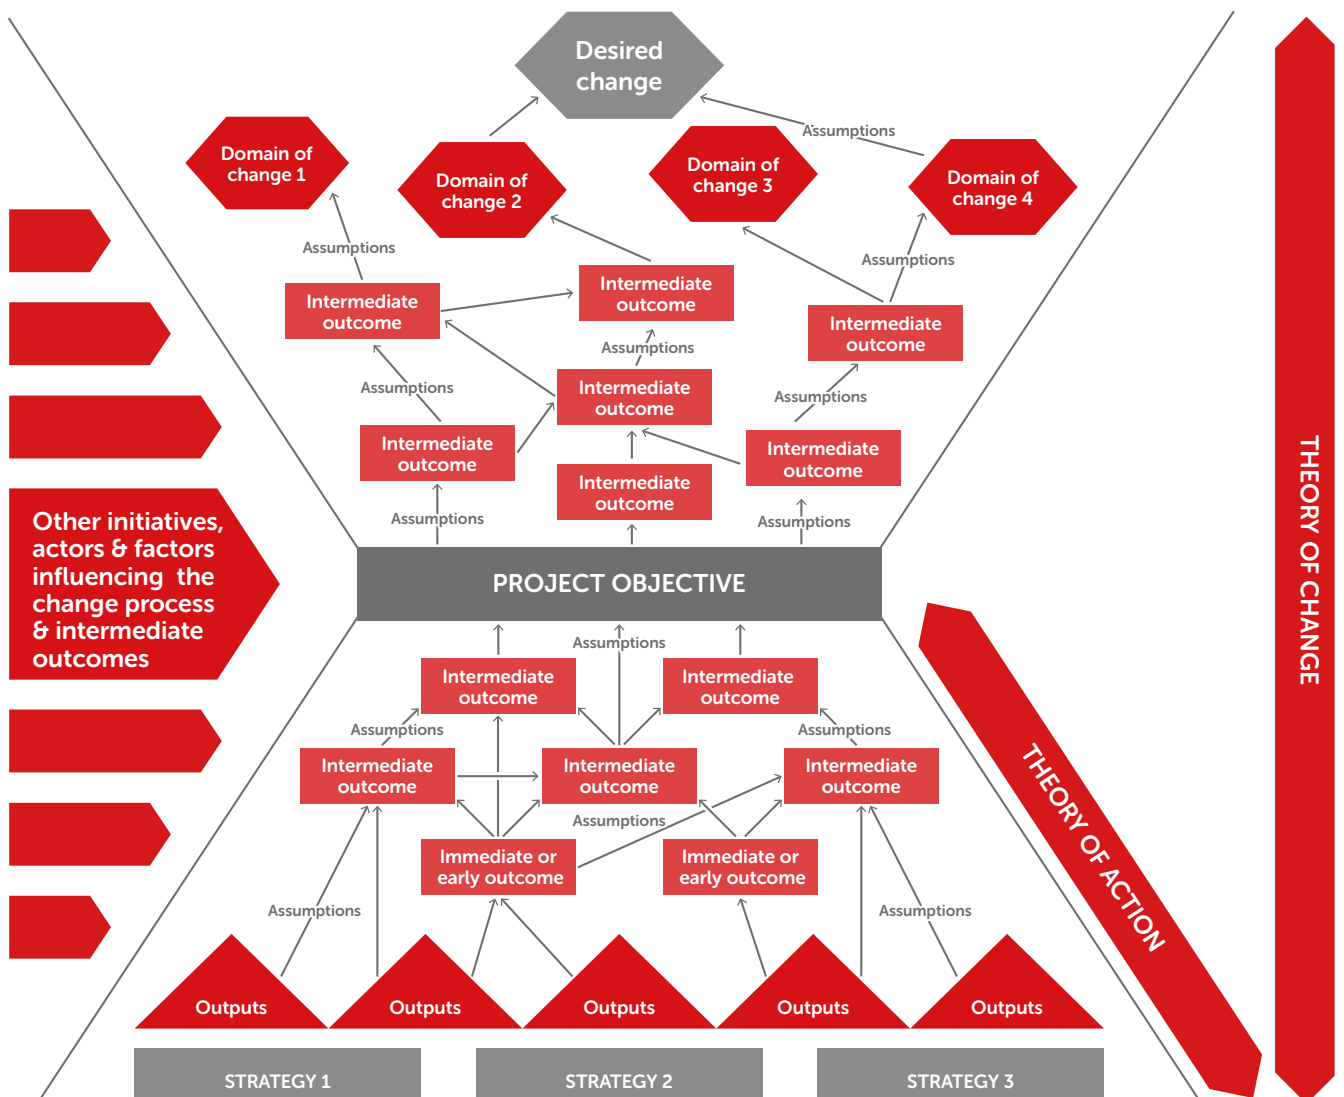 Desired
change
Assumptions
Domain of
change 1
Domain of
change 2
Domain of
change 3
Domain of
change 4
Assumptions
Assumptions
Intermediate
outcome
Intermediate
outcome
Intermediate
outcome
Assumptions
Assumptions
Intermediate
outcome
Assumptions
Intermediate
outcome
Intermediate
outcome
Intermediate
outcome
Assumptions
Assumptions
Other initiatives,
actors & factors
influencing the
change process
& intermediate
outcomes
PROJECT OBJECTIVE
THEORY OF CHANGE
Assumptions
Intermediate
outcome
Intermediate
outcome
Assumptions
Assumptions
Intermediate
outcome
Intermediate
outcome
Intermediate
outcome
THEORY OF ACTION
Assumptions
Immediate or
early outcome
Immediate or
early outcome
Assumptions
Assumptions
Outputs
Outputs
Outputs
Outputs
Outputs
STRATEGY 1
STRATEGY 2
STRATEGY 3